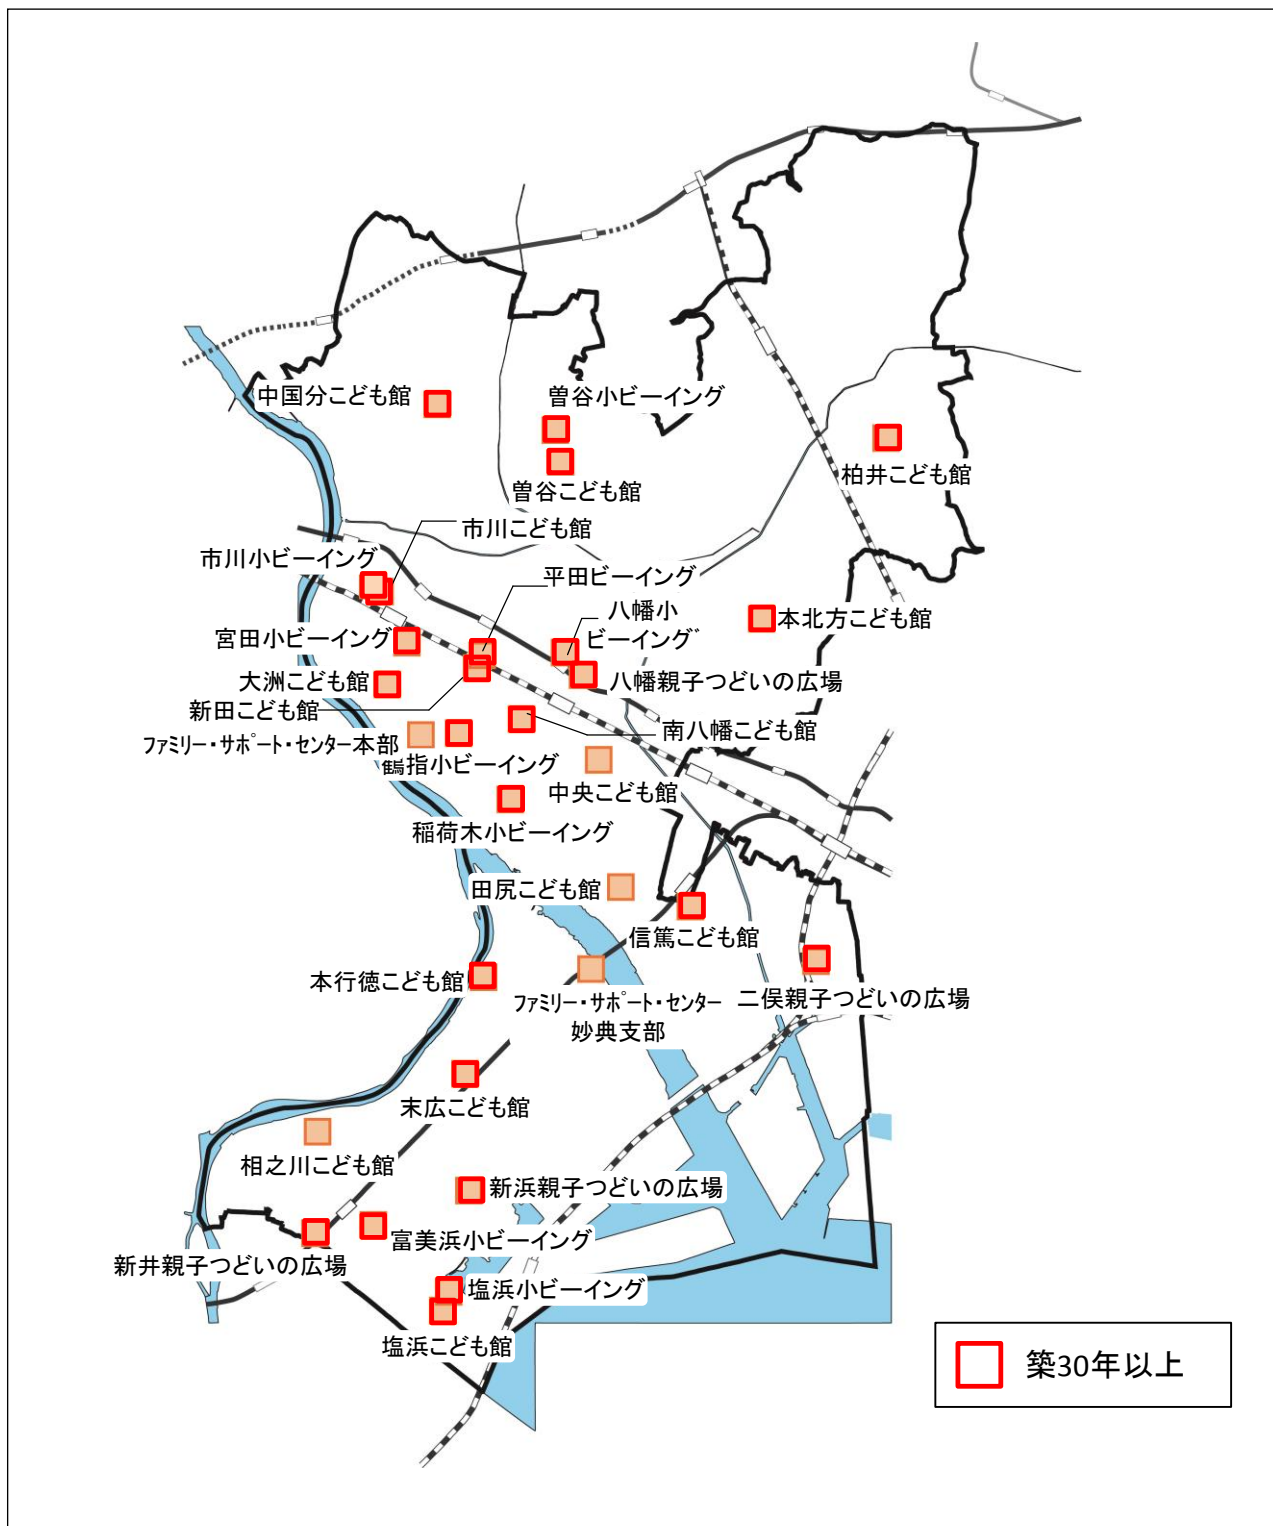 中国分こども館
曽谷小ビーイング
曽谷こども館
柏井こども館
市川こども館
市川小ビーイング
平田ビーイング
八幡小
ビーイング
本北方こども館
宮田小ビーイング
大洲こども館
八幡親子つどいの広場
新田こども館
南八幡こども館
ファミリー・サポート・センター本部
鶴指小ビーイング
中央こども館
稲荷木小ビーイング
田尻こども館
信篤こども館
本行徳こども館
ファミリー・サポート・センター
妙典支部
二俣親子つどいの広場
末広こども館
相之川こども館
新浜親子つどいの広場
富美浜小ビーイング
新井親子つどいの広場
塩浜小ビーイング
塩浜こども館
築30年以上